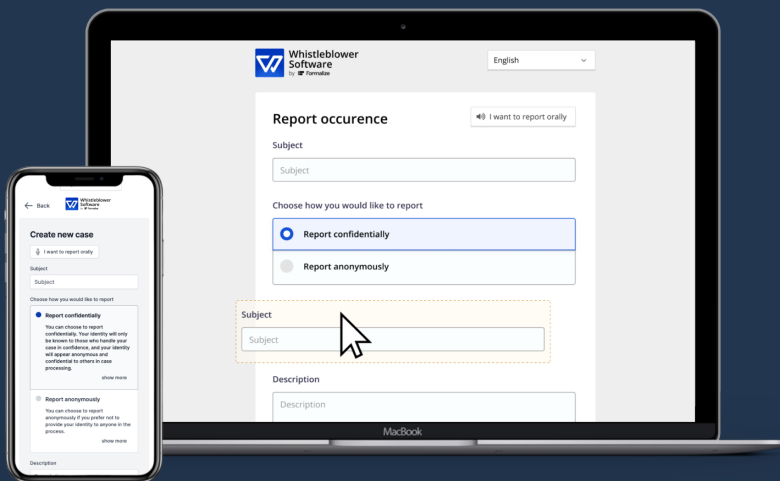 Whistleblower
Software
by Formalize
English
Report occurence
I want to report orally
Subject
Subject
Choose how you would like to report
Report confidentially
Report anonymously
Subject
Subject
Description
Description
MacBook
Back
Whistleblower
Software
by Formalize
Create new case
I want to report orally
Subject
Subject
Choose how you would like to report
Report confidentially
You can choose to report
confidentially. Your identity will only
be known to those who handle your
case in confidence, and your identity
will appear anonymous and
confidential to others in case
processing.
show more
Report anonymously
You can choose to report
anonymously if you prefer not to
provide your identity to anyone in the
process.
show more
Description